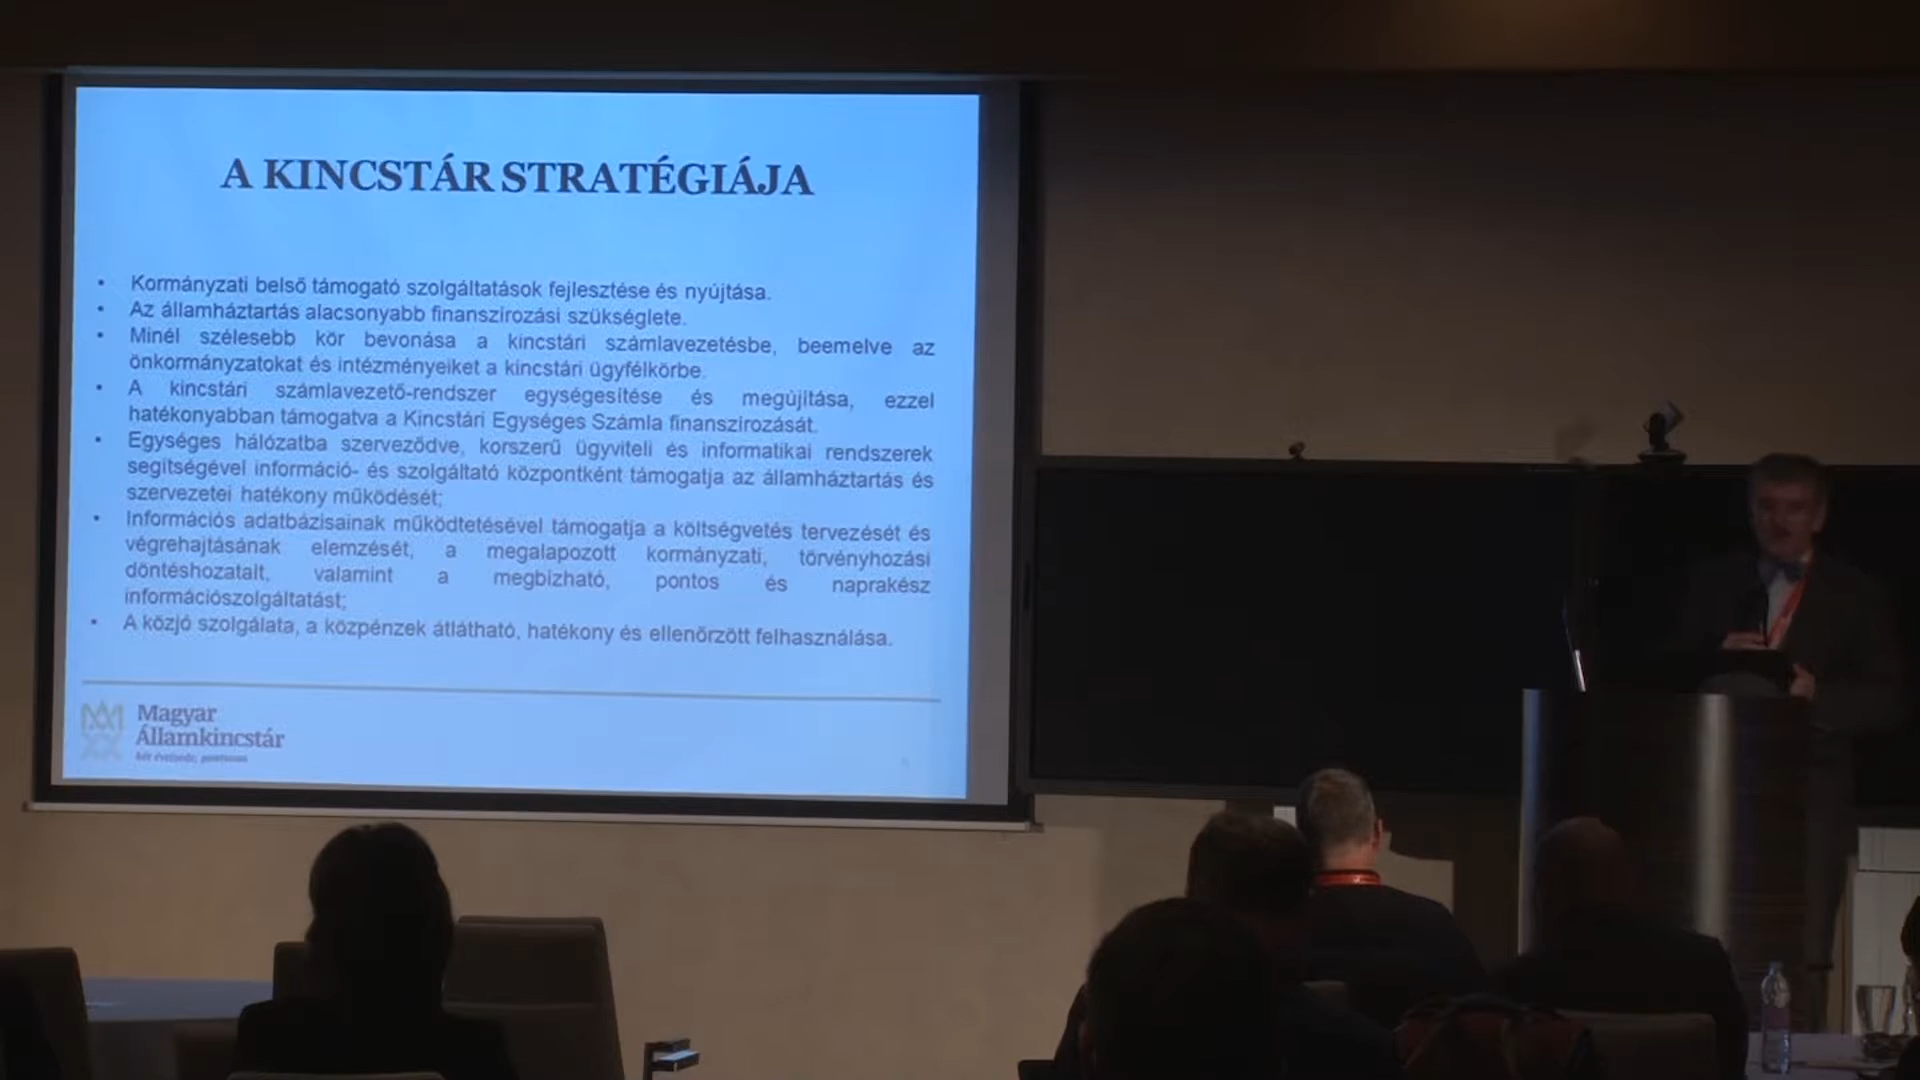 A KINCSTÁR STRATÉGIÁJA
• Kormányzati belső támogató szolgáltatások fejlesztése és nyújtása.
• Az államháztartás alacsonyabb finanszírozási szükséglete.
• Minél szélesebb kör bevonása a kincstári számlavezetésbe, beemelve az
önkormányzatokat és intézményeiket a kincstári ügyfélkörbe.
• A kincstári számlavezető-rendszer egységesítése és megújítása, ezzel
hatékonyabban támogatva a Kincstári Egységes Számla finanszírozását.
• Egységes hálózatba szerveződve, korszerű ügyviteli és informatikai rendszerek
segítségével információ- és szolgáltató központként támogatja az államháztartás és
szervezetei hatékony működését;
• Információs adatbázisainak működtetésével támogatja a költségvetés tervezését és
végrehajtásának elemzését, a megalapozott kormányzati, törvényhozási
döntéshozatalt, valamint a megbízható, pontos és naprakész
információszolgáltatást;
• A közjó szolgálata, a közpénzek átlátható, hatékony és ellenőrzött felhasználása.
Magyar
Államkincstár